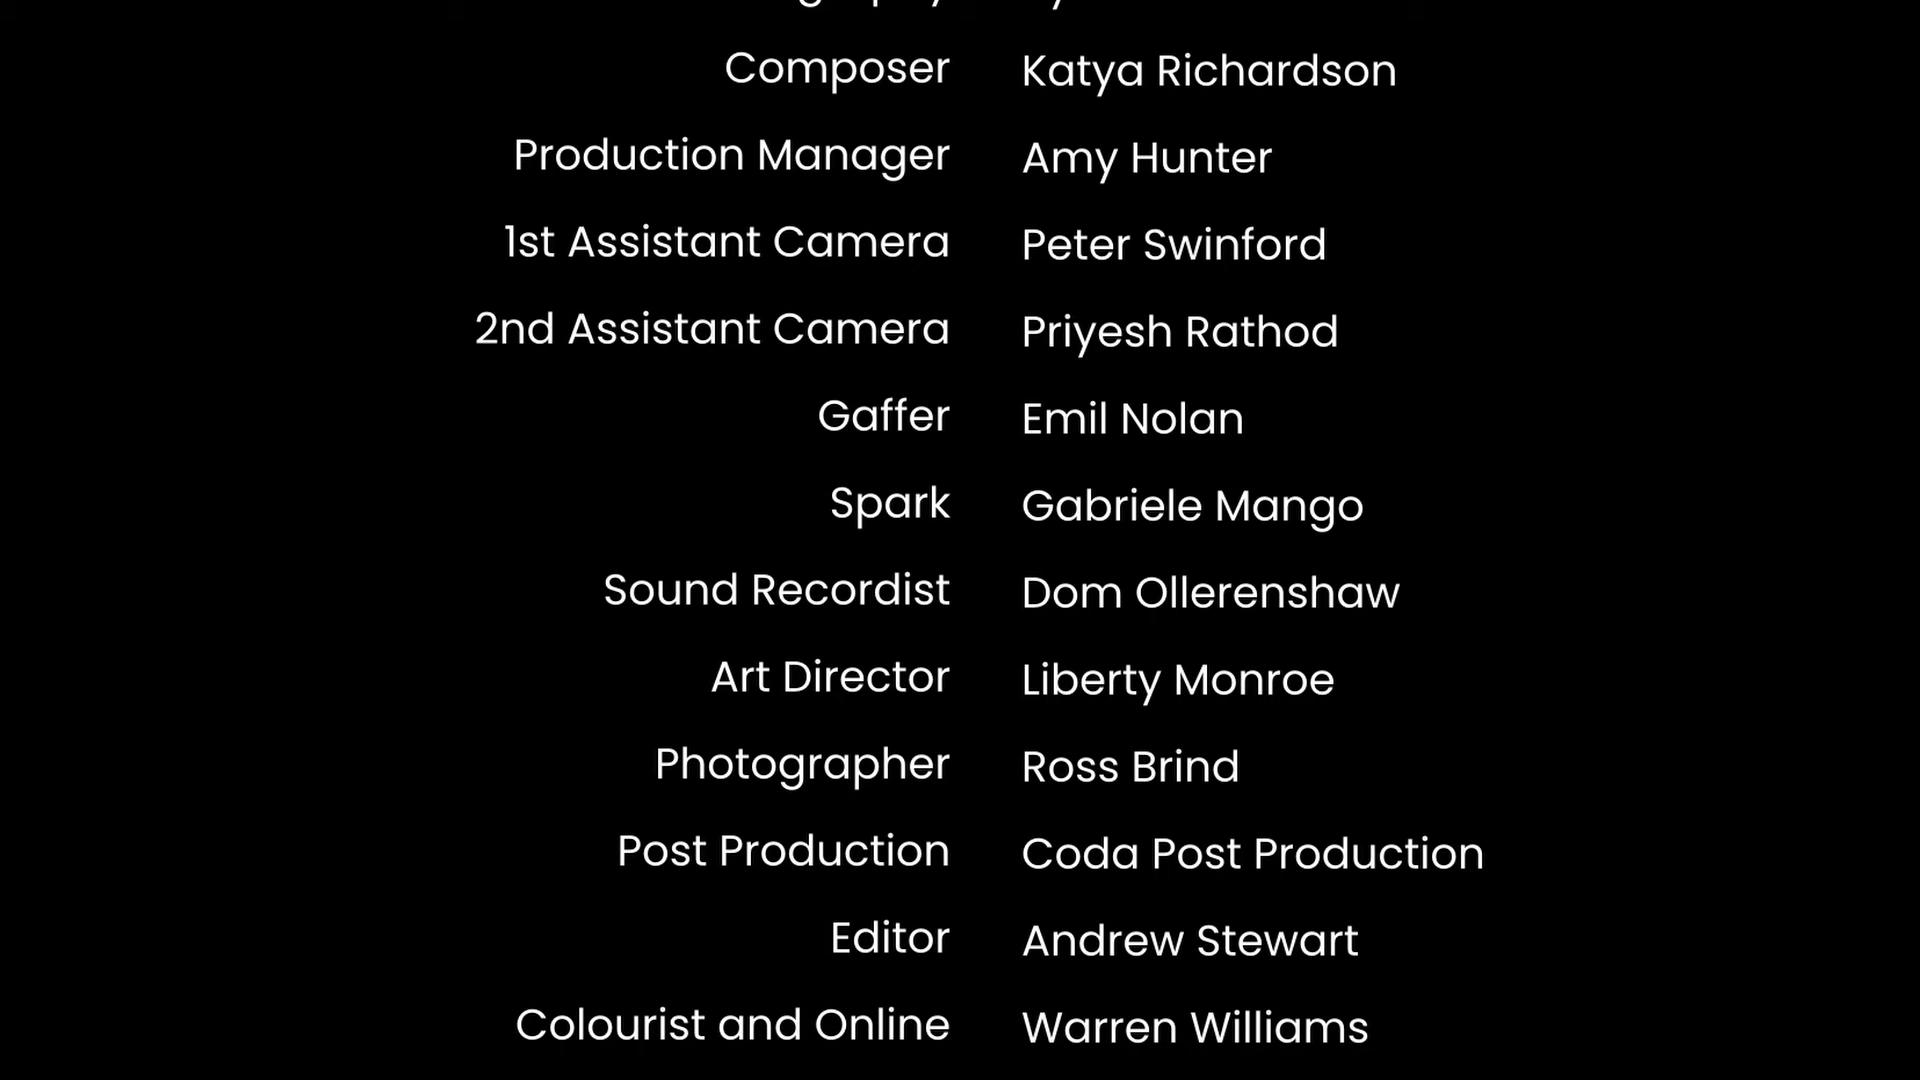 Composer Katya Richardson
Production Manager Amy Hunter
1st Assistant Camera Peter Swinford
2nd Assistant Camera Priyesh Rathod
Gaffer Emil Nolan
Spark Gabriele Mango
Sound Recordist Dom Ollerenshaw
Art Director Liberty Monroe
Photographer Ross Brind
Post Production Coda Post Production
Editor Andrew Stewart
Colourist and Online Warren Williams